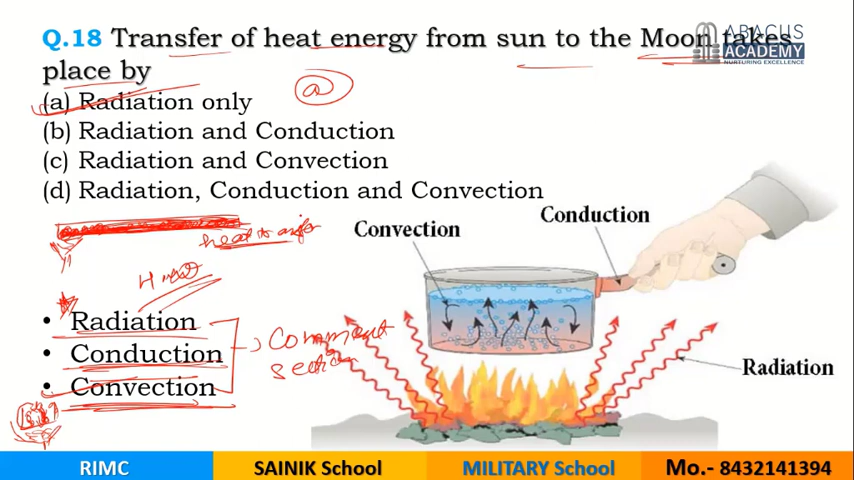 Q.18 Transfer of heat energy from sun to the Moon takes
place by
ABACUS
ACADEMY
NURTURING EXCELLENCE
(a) Radiation only
(a)
(b) Radiation and Conduction
(c) Radiation and Convection
(d) Radiation, Conduction and Convection
heat transfer
Convection
Conduction
Heat
• Radiation
• Conduction
• Convection
Comment
section
Radiation
RIMC
SAINIK School
MILITARY School
Mo.- 8432141394